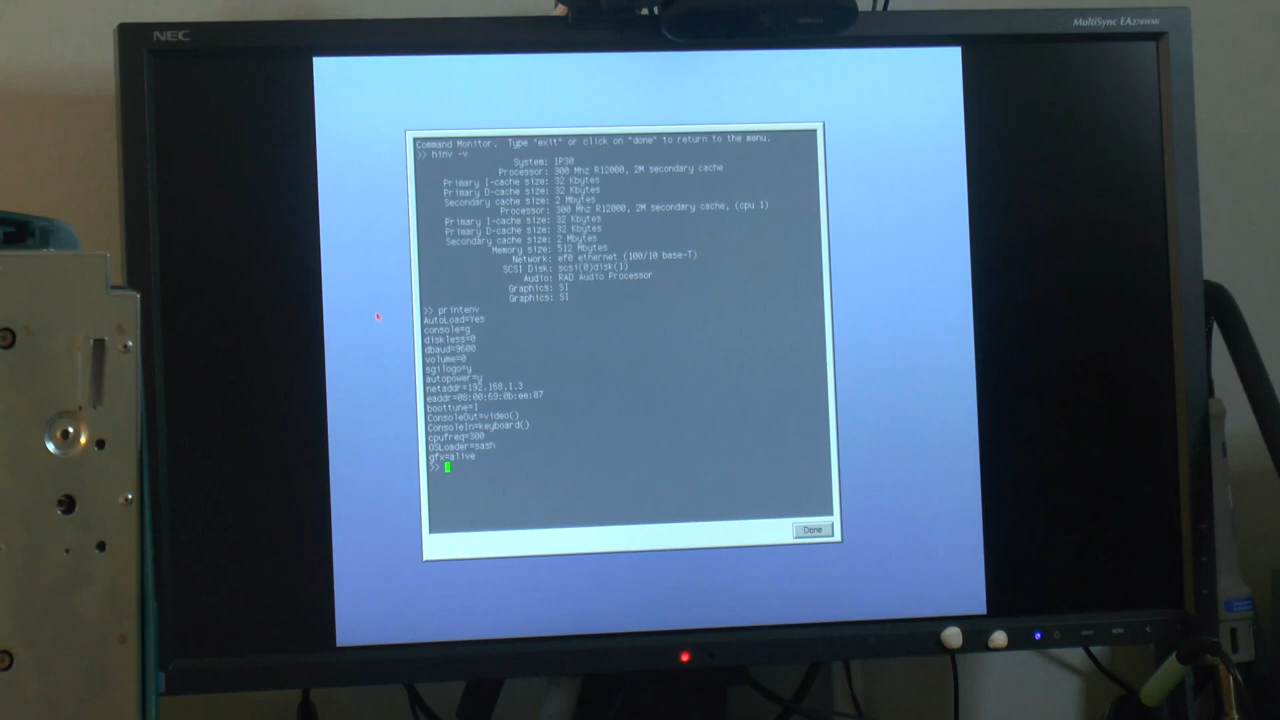 NEC
MultiSync EA274WMi
Command Monitor. Type "exit" or click on "done" to return to the menu.
>> hinv -v
System: IP30
Processor: 300 Mhz R12000, 2M secondary cache
Primary I-cache size: 32 Kbytes
Primary D-cache size: 32 Kbytes
Secondary cache size: 2 Mbytes
Processor: 300 Mhz R12000, 2M secondary cache, (cpu 1)
Primary I-cache size: 32 Kbytes
Primary D-cache size: 32 Kbytes
Secondary cache size: 2 Mbytes
Memory size: 512 Mbytes
Network: ef0 ethernet (100/10 base-T)
SCSI Disk: scsi(0)disk(1)
Audio: RAD Audio Processor
Graphics: SI
Graphics: SI
>> printenv
AutoLoad=Yes
console=g
diskless=0
dbaud=9600
volume=0
sgilogo=y
autopower=y
netaddr=192.168.1.3
eaddr=08:00:69:0b:ee:87
boottune=1
ConsoleOut=video()
ConsoleIn=keyboard()
cpufreq=300
OSLoader=sash
gfx=alive
>>
Done